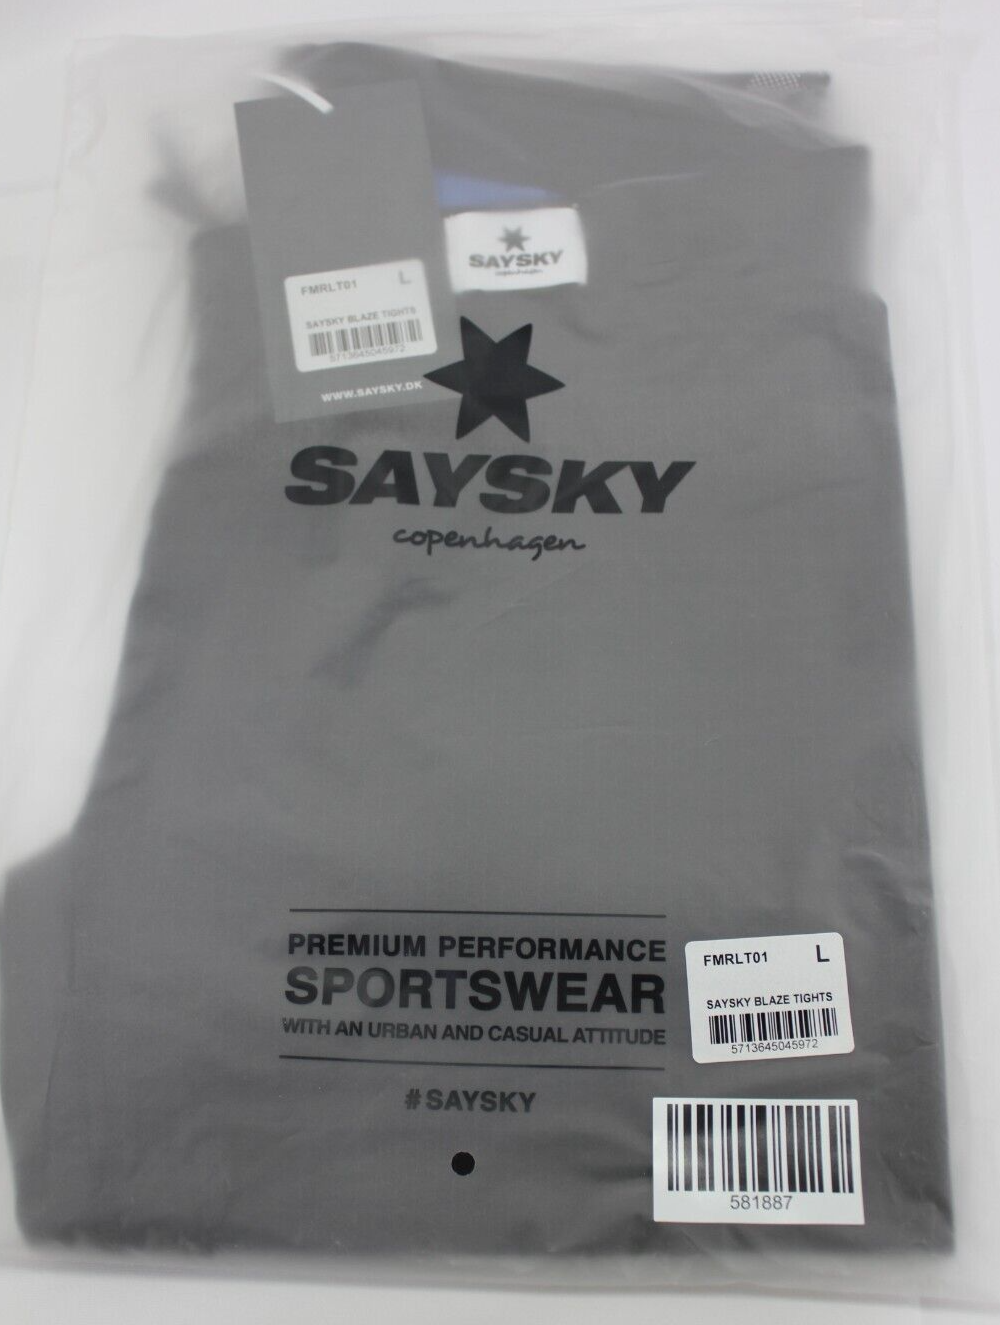 SAYSKY
copenhagen
FMRLT01 L
SAYSKY BLAZE TIGHTS
5713645045972
WWW.SAYSKY.DK
SAYSKY
copenhagen
PREMIUM PERFORMANCE
SPORTSWEAR
WITH AN URBAN AND CASUAL ATTITUDE
#SAYSKY
FMRLT01 L
SAYSKY BLAZE TIGHTS
5713645045972
581887